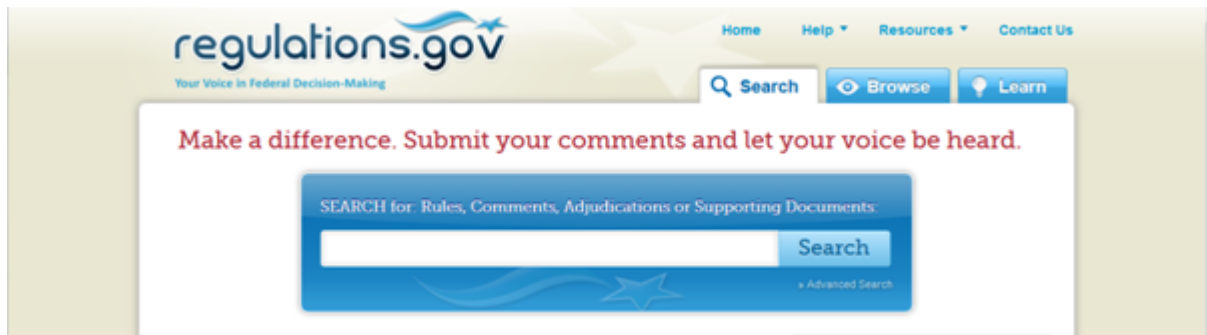 regulations.gov
Your Voice in Federal Decision-Making
Home Help Resources Contact Us
Search Browse Learn
Make a difference. Submit your comments and let your voice be heard.
SEARCH for: Rules, Comments, Adjudications or Supporting Documents:
Search
» Advanced Search